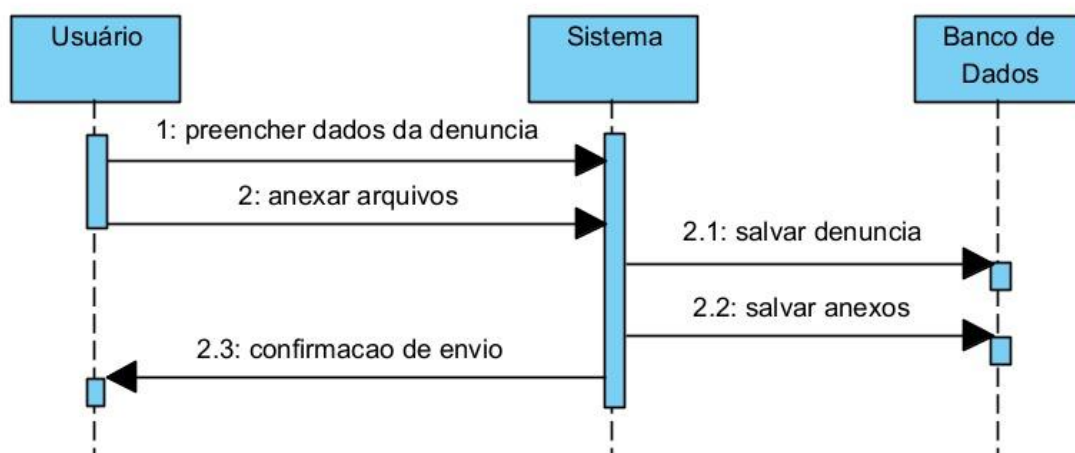 Usuário
Sistema
Banco de
Dados
1: preencher dados da denuncia
2: anexar arquivos
2.1: salvar denuncia
2.2: salvar anexos
2.3: confirmacao de envio